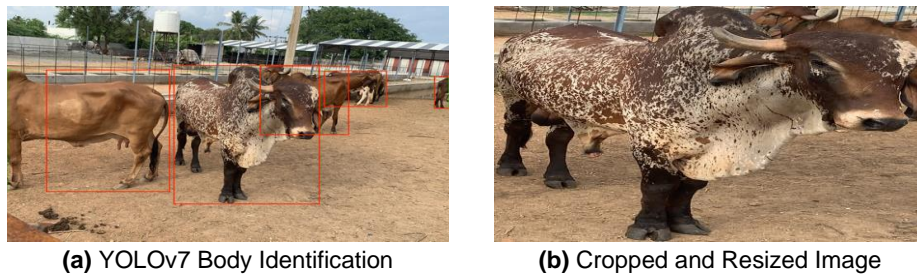 (a) YOLOv7 Body Identification
(b) Cropped and Resized Image